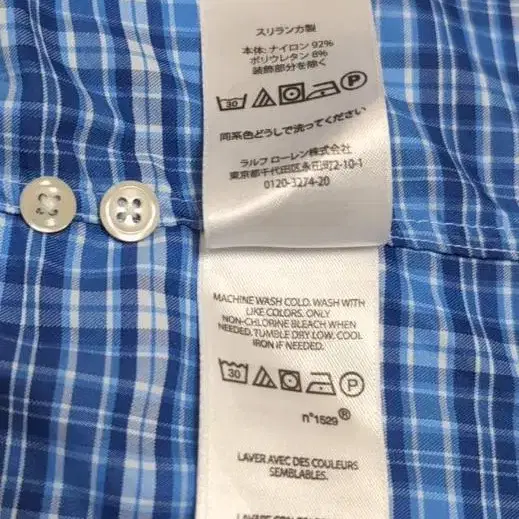 スリランカ製
本体: ナイロン 92%
ポリウレタン 8%
装飾部分を除く
30 P
同系色どうしで洗ってください
ラルフ ローレン株式会社
東京都千代田区永田町2-10-1
0120-3274-20
MACHINE WASH COLD. WASH WITH
LIKE COLORS. ONLY
NON-CHLORINE BLEACH WHEN
NEEDED. TUMBLE DRY LOW. COOL
IRON IF NEEDED.
30 P
n°1529®
LAVER AVEC DES COULEURS
SEMBLABLES.